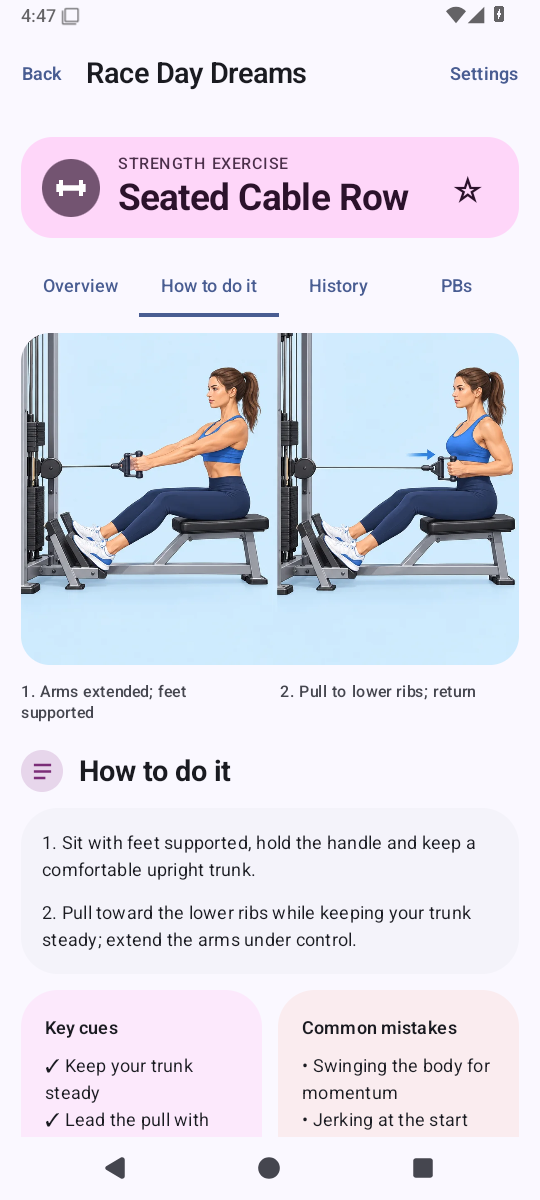 4:47
Back
Race Day Dreams
Settings
STRENGTH EXERCISE
Seated Cable Row
Overview
How to do it
History
PBs
1. Arms extended; feet
supported
2. Pull to lower ribs; return
How to do it
1. Sit with feet supported, hold the handle and keep a
comfortable upright trunk.
2. Pull toward the lower ribs while keeping your trunk
steady; extend the arms under control.
Key cues
✓ Keep your trunk
steady
✓ Lead the pull with
Common mistakes
• Swinging the body for
momentum
• Jerking at the start